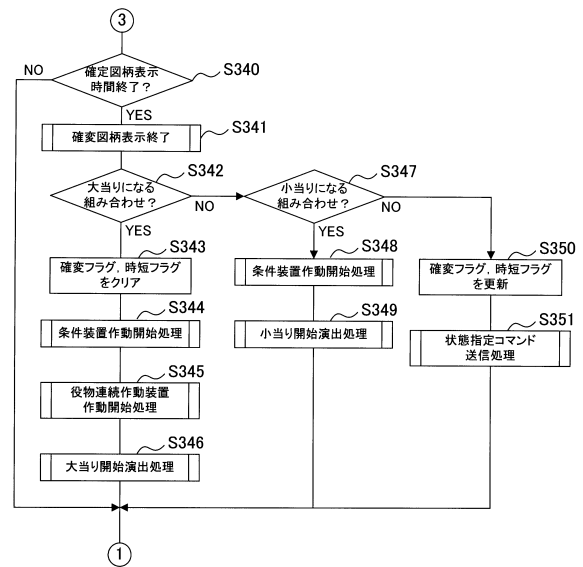 3
確定図柄表示
時間終了？
S340
NO
YES
確変図柄表示終了
S341
大当りになる
組み合わせ？
S342
NO
YES
小当りになる
組み合わせ？
S347
NO
YES
確変フラグ，時短フラグ
をクリア
S343
条件装置作動開始処理
S348
確変フラグ，時短フラグ
を更新
S350
条件装置作動開始処理
S344
小当り開始演出処理
S349
状態指定コマンド
送信処理
S351
役物連続作動装置
作動開始処理
S345
大当り開始演出処理
S346
1